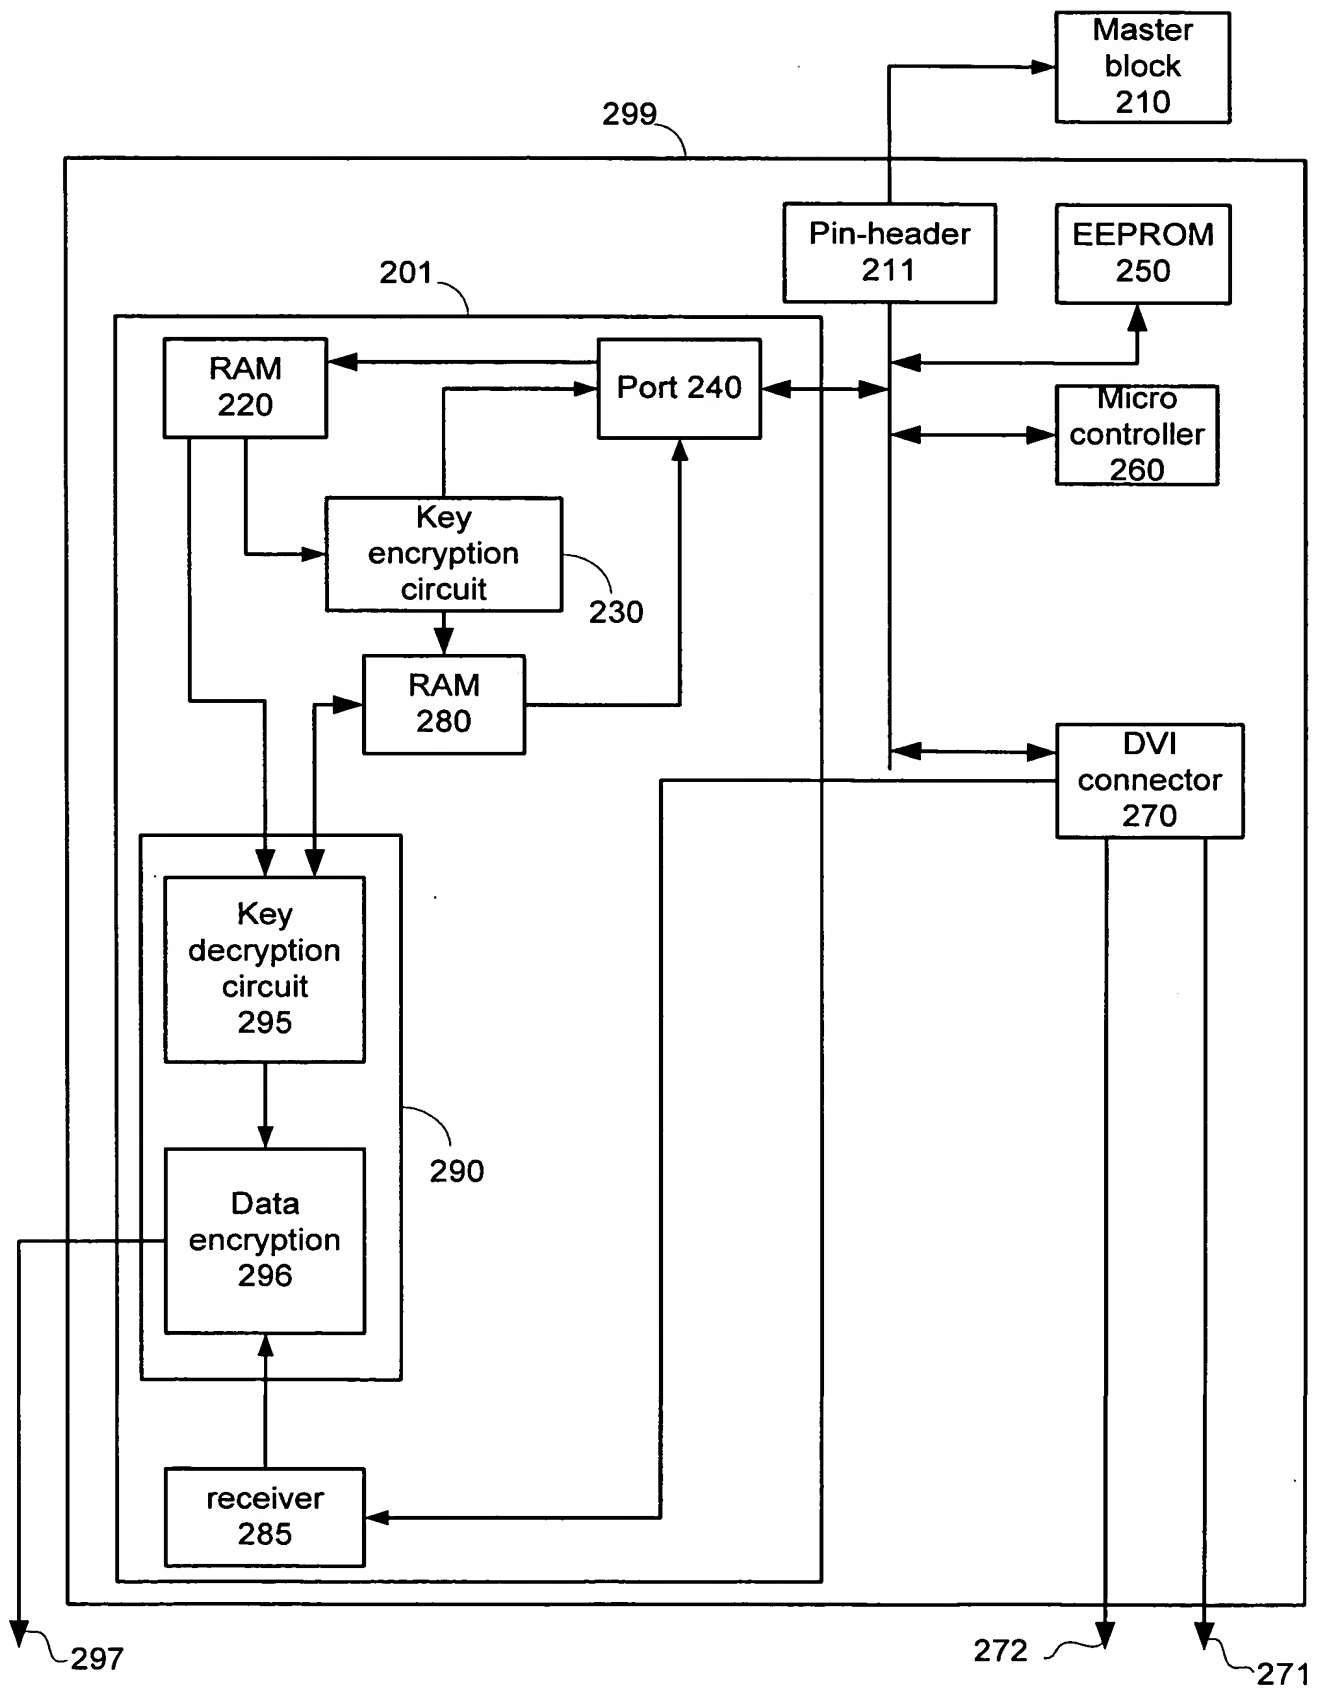 Master
block
210
299
Pin-header
211
EEPROM
250
201
RAM
220
Port 240
Micro
controller
260
Key
encryption
circuit
230
RAM
280
DVI
connector
270
Key
decryption
circuit
295
290
Data
encryption
296
receiver
285
297
272
271